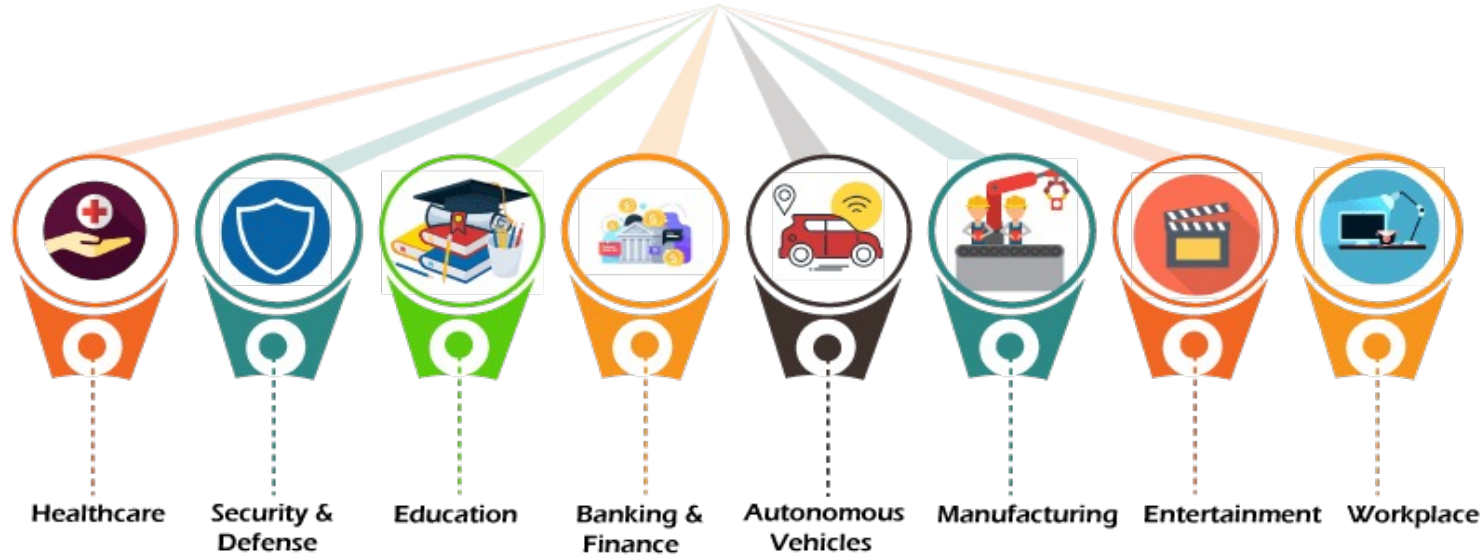 Healthcare
Security &
Defense
Education
Banking &
Finance
Autonomous
Vehicles
Manufacturing
Entertainment
Workplace